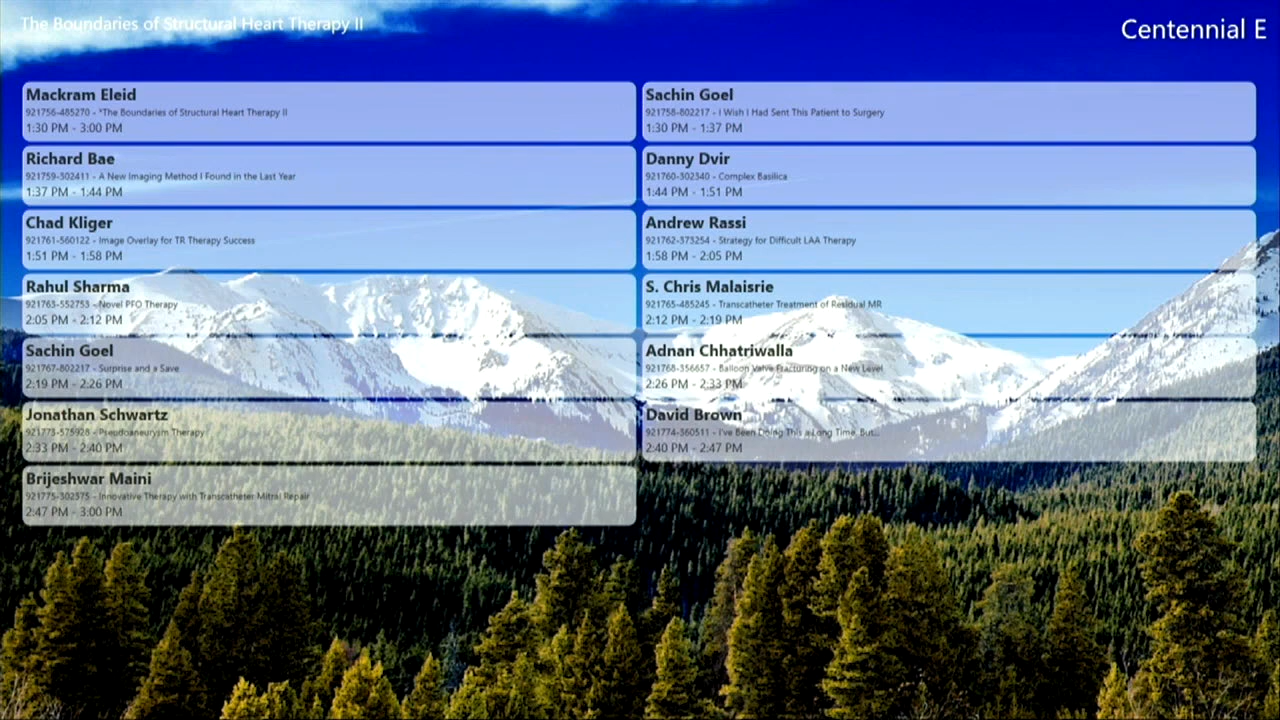 The Boundaries of Structural Heart Therapy II
Centennial E
Mackram Eleid
921756-485270 - *The Boundaries of Structural Heart Therapy II
1:30 PM - 3:00 PM
Sachin Goel
921758-802217 - I Wish I Had Sent This Patient to Surgery
1:30 PM - 1:37 PM
Richard Bae
921759-302411 - A New Imaging Method I Found in the Last Year
1:37 PM - 1:44 PM
Danny Dvir
921760-302340 - Complex Basilica
1:44 PM - 1:51 PM
Chad Kliger
921761-560122 - Image Overlay for TR Therapy Success
1:51 PM - 1:58 PM
Andrew Rassi
921762-373254 - Strategy for Difficult LAA Therapy
1:58 PM - 2:05 PM
Rahul Sharma
921763-552753 - Novel PFO Therapy
2:05 PM - 2:12 PM
S. Chris Malaisrie
921765-485245 - Transcatheter Treatment of Residual MR
2:12 PM - 2:19 PM
Sachin Goel
921767-802217 - Surprise and a Save
2:19 PM - 2:26 PM
Adnan Chhatriwalla
921768-356657 - Balloon Valve Fracturing on a New Level
2:26 PM - 2:33 PM
Jonathan Schwartz
921773-575928 - Pseudoaneurysm Therapy
2:33 PM - 2:40 PM
David Brown
921774-360511 - I've Been Doing This a Long Time, But...
2:40 PM - 2:47 PM
Brijeshwar Maini
921775-302375 - Innovative Therapy with Transcatheter Mitral Repair
2:47 PM - 3:00 PM